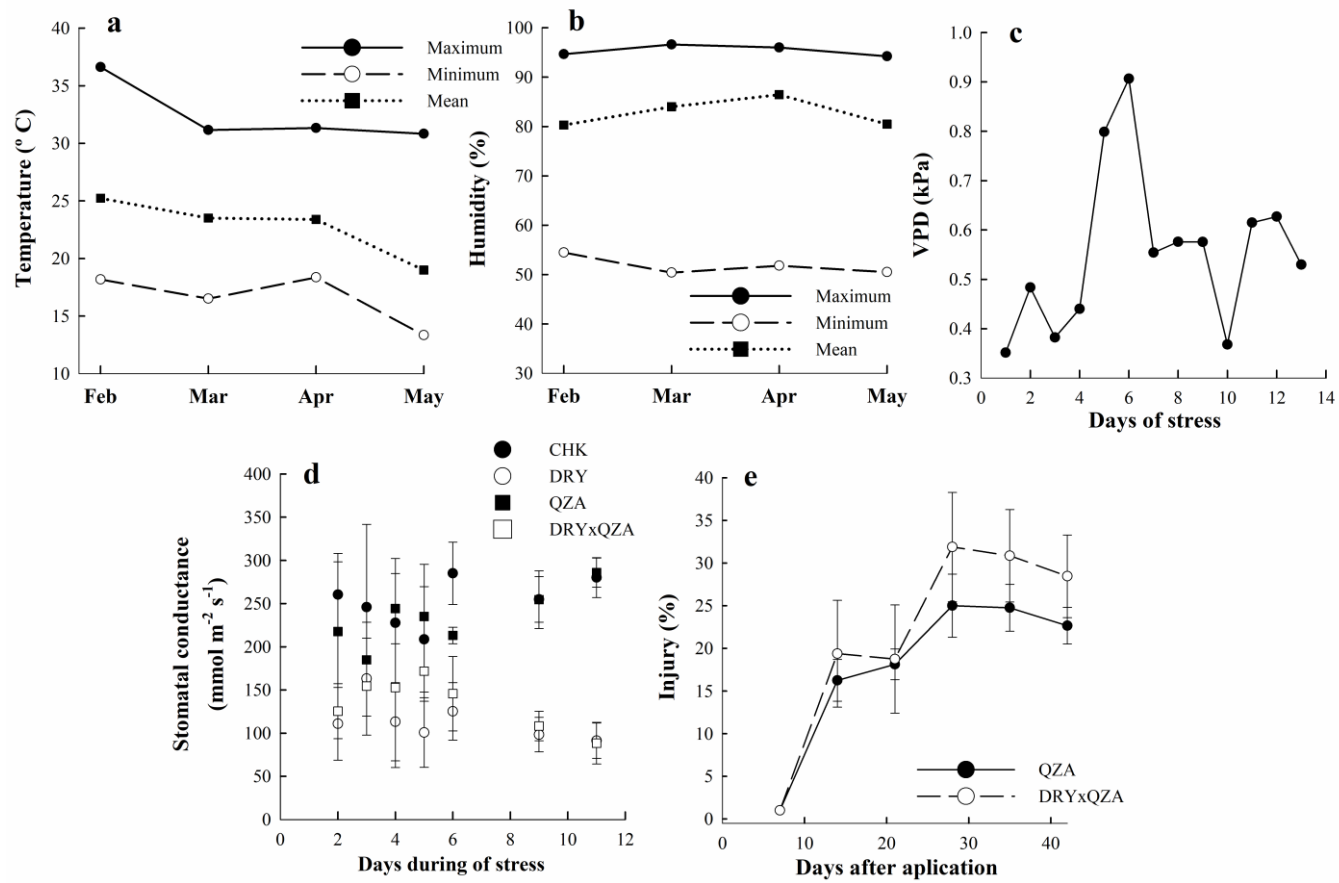 a
40
35
30
25
20
15
10
Temperature (º C)
Maximum
Minimum
Mean
Feb Mar Apr May
b
100
90
80
70
60
50
40
30
Humidity (%)
Maximum
Minimum
Mean
Feb Mar Apr May
c
1.0
0.9
0.8
0.7
0.6
0.5
0.4
0.3
VPD (kPa)
0 2 4 6 8 10 12 14
Days of stress
d
CHK
DRY
QZA
DRYxQZA
400
350
300
250
200
150
100
50
0
Stomatal conductance
(mmol m⁻² s⁻¹)
0 2 4 6 8 10 12
Days during of stress
e
40
35
30
25
20
15
10
5
0
Injury (%)
QZA
DRYxQZA
0 10 20 30 40
Days after aplication